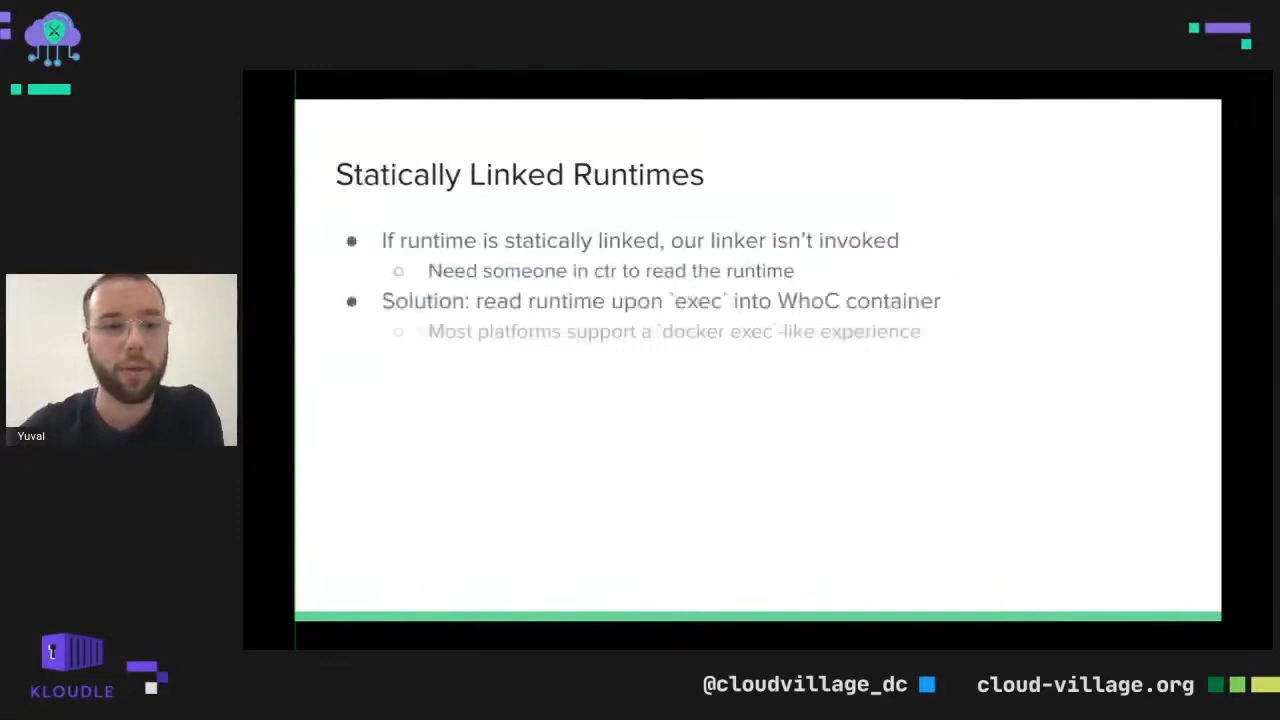 Statically Linked Runtimes
If runtime is statically linked, our linker isn't invoked
Need someone in ctr to read the runtime
Solution: read runtime upon `exec` into WhoC container
Most platforms support a `docker exec`-like experience
Yuval
KLOUDLE
@cloudvillage_dc
cloud-village.org